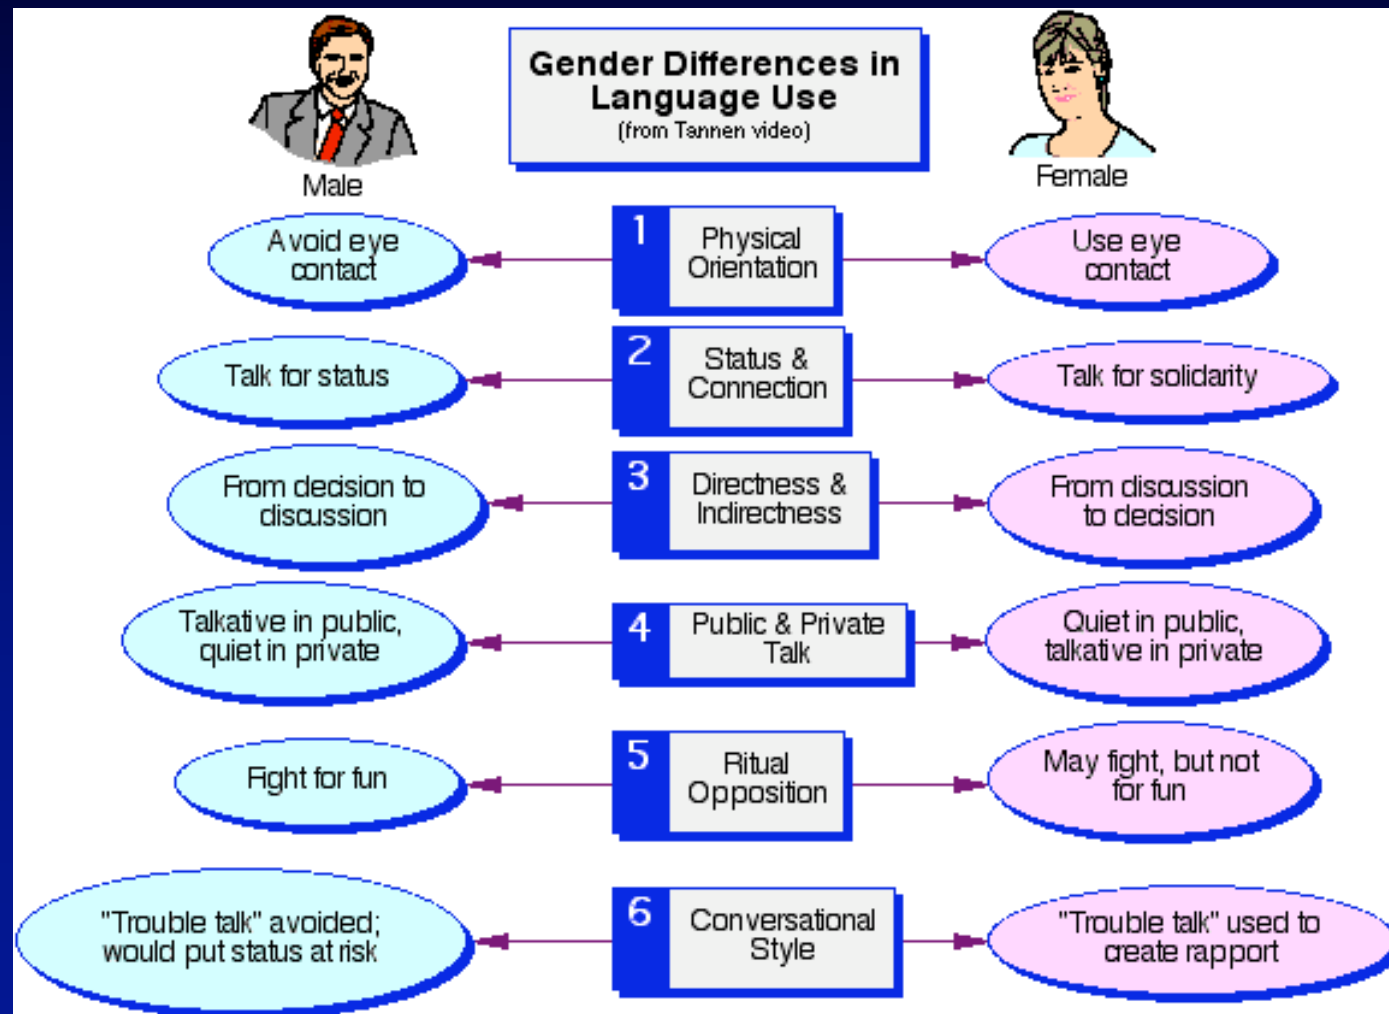 Gender Differences in
Language Use
(from Tannen video)
Male
Female
Avoid eye
contact
1
Physical
Orientation
Use eye
contact
Talk for status
2
Status &
Connection
Talk for solidarity
From decision to
discussion
3
Directness &
Indirectness
From discussion
to decision
Talkative in public,
quiet in private
4
Public & Private
Talk
Quiet in public,
talkative in private
Fight for fun
5
Ritual
Opposition
May fight, but not
for fun
"Trouble talk" avoided;
would put status at risk
6
Conversational
Style
"Trouble talk" used to
create rapport